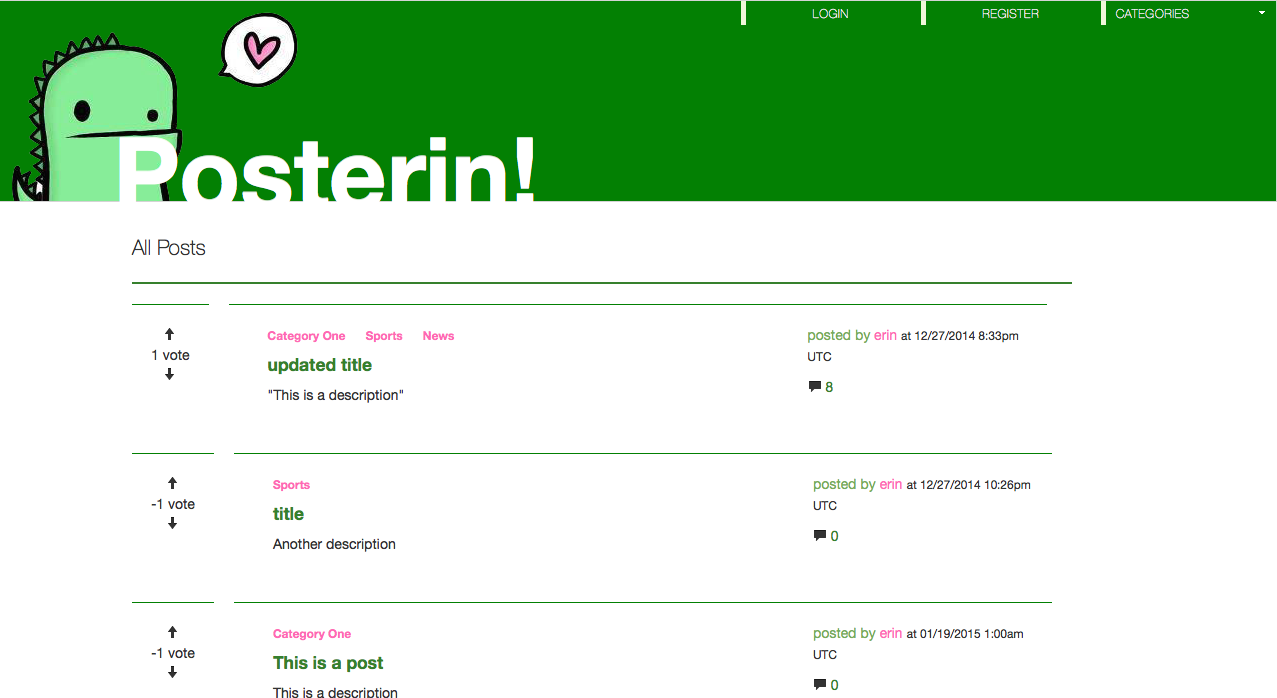 LOGIN REGISTER CATEGORIES
Posterin!
All Posts
Category One Sports News
updated title
"This is a description"
1 vote
posted by erin at 12/27/2014 8:33pm
UTC
8
Sports
title
Another description
-1 vote
posted by erin at 12/27/2014 10:26pm
UTC
0
Category One
This is a post
This is a description
-1 vote
posted by erin at 01/19/2015 1:00am
UTC
0